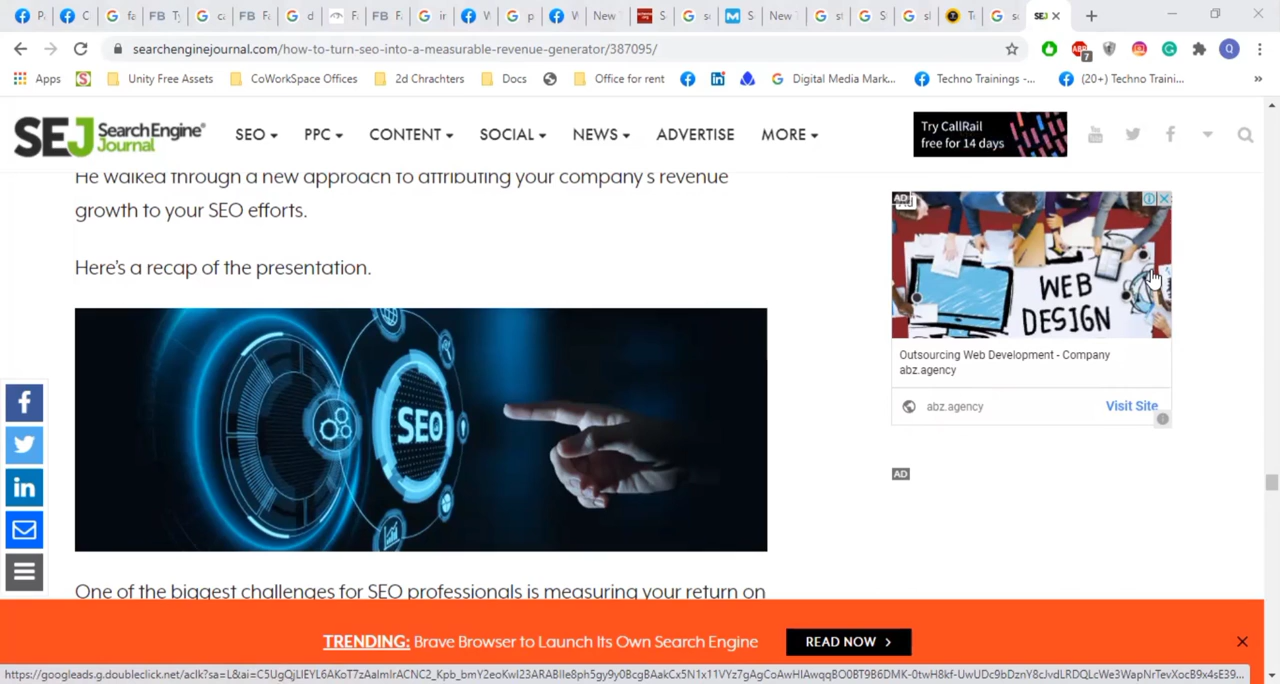 searchenginejournal.com/how-to-turn-seo-into-a-measurable-revenue-generator/387095/
Apps
Unity Free Assets
CoWorkSpace Offices
2d Chrachters
Docs
Office for rent
Digital Media Mark...
Techno Trainings -...
(20+) Techno Traini...
SEJ SearchEngine Journal
SEO
PPC
CONTENT
SOCIAL
NEWS
ADVERTISE
MORE
Try CallRail
free for 14 days
He walked through a new approach to attributing your company's revenue
growth to your SEO efforts.
Here's a recap of the presentation.
SEO
One of the biggest challenges for SEO professionals is measuring your return on
AD
WEB
DESIGN
Outsourcing Web Development - Company
abz.agency
abz.agency
Visit Site
AD
TRENDING: Brave Browser to Launch Its Own Search Engine
READ NOW >